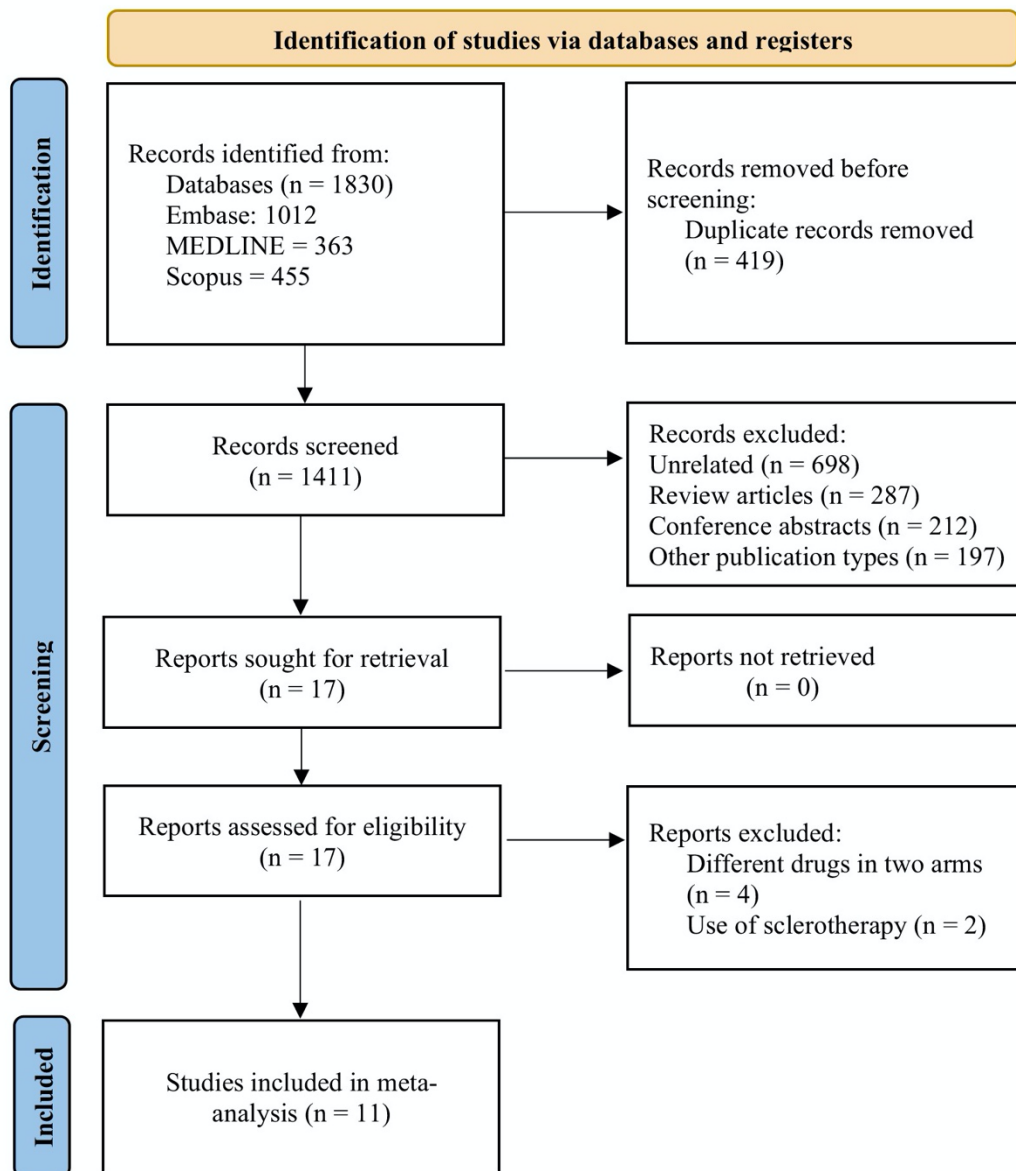 Identification of studies via databases and registers
Identification
Records identified from:
Databases (n = 1830)
Embase: 1012
MEDLINE = 363
Scopus = 455
Records removed before
screening:
Duplicate records removed
(n = 419)
Screening
Records screened
(n = 1411)
Records excluded:
Unrelated (n = 698)
Review articles (n = 287)
Conference abstracts (n = 212)
Other publication types (n = 197)
Reports sought for retrieval
(n = 17)
Reports not retrieved
(n = 0)
Reports assessed for eligibility
(n = 17)
Reports excluded:
Different drugs in two arms
(n = 4)
Use of sclerotherapy (n = 2)
Included
Studies included in meta-
analysis (n = 11)